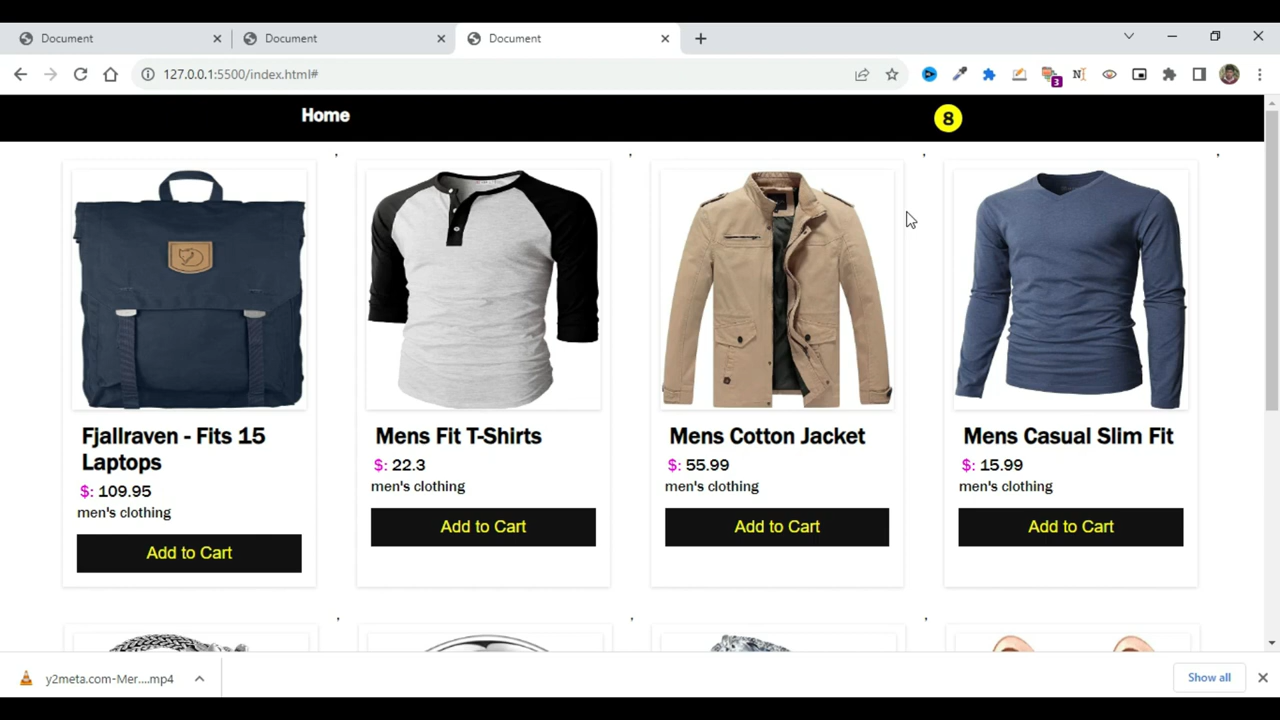 Document
Document
Document
127.0.0.1:5500/index.html#
3
N
Home
8
, , , ,
Fjallraven - Fits 15
Laptops
$: 109.95
men's clothing
Add to Cart
Mens Fit T-Shirts
$: 22.3
men's clothing
Add to Cart
Mens Cotton Jacket
$: 55.99
men's clothing
Add to Cart
Mens Casual Slim Fit
$: 15.99
men's clothing
Add to Cart
, , ,
y2meta.com-Mer....mp4
Show all